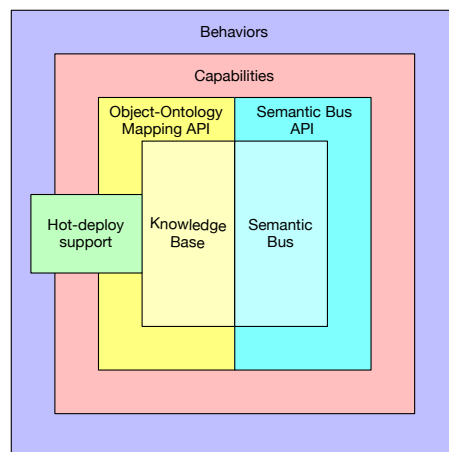 Behaviors
Capabilities
Object-Ontology
Mapping API
Semantic Bus
API
Hot-deploy
support
Knowledge
Base
Semantic
Bus